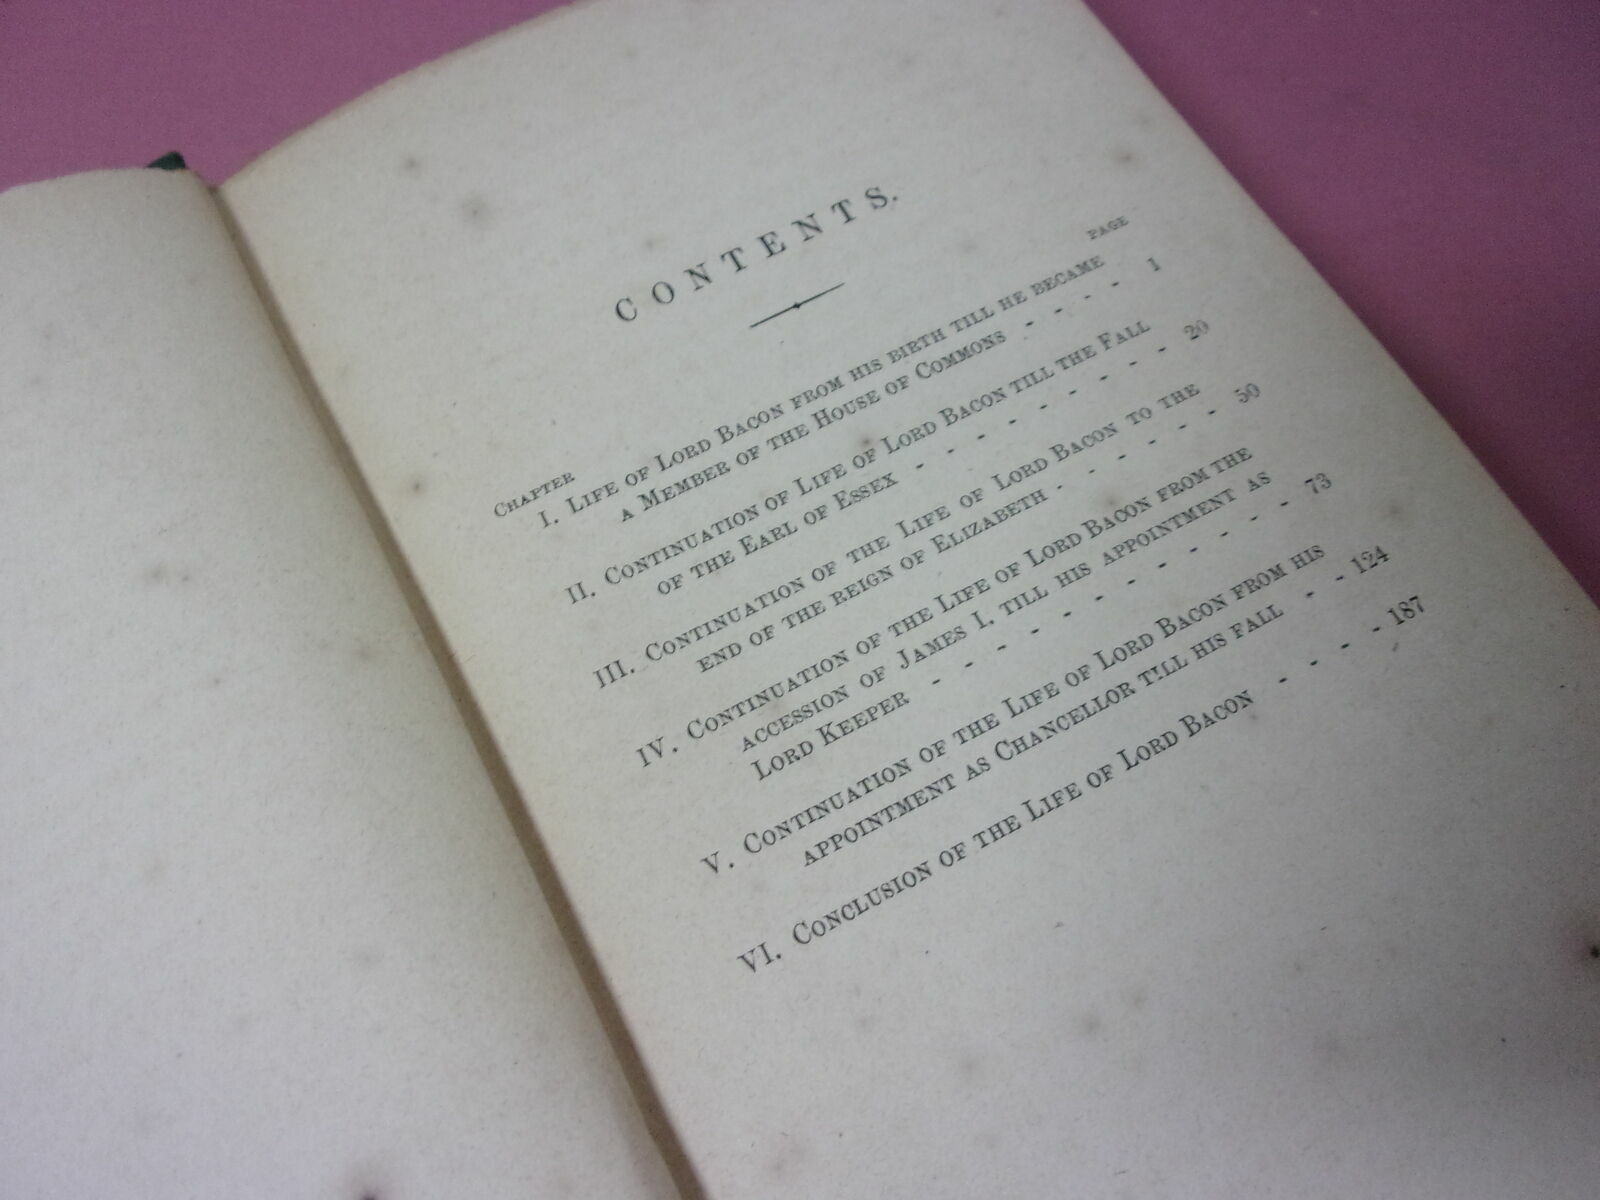 CONTENTS.
PAGE
CHAPTER
I. LIFE OF LORD BACON FROM HIS BIRTH TILL HE BECAME
A MEMBER OF THE HOUSE OF COMMONS - - - - 1
II. CONTINUATION OF LIFE OF LORD BACON TILL THE FALL
OF THE EARL OF ESSEX - - - - - - - - - 20
III. CONTINUATION OF THE LIFE OF LORD BACON TO THE
END OF THE REIGN OF ELIZABETH - - - - - - 50
IV. CONTINUATION OF THE LIFE OF LORD BACON FROM THE
ACCESSION OF JAMES I. TILL HIS APPOINTMENT AS
LORD KEEPER - - - - - - - - - - - - 73
V. CONTINUATION OF THE LIFE OF LORD BACON FROM HIS
APPOINTMENT AS CHANCELLOR TILL HIS FALL - - 124
VI. CONCLUSION OF THE LIFE OF LORD BACON - - - - 187